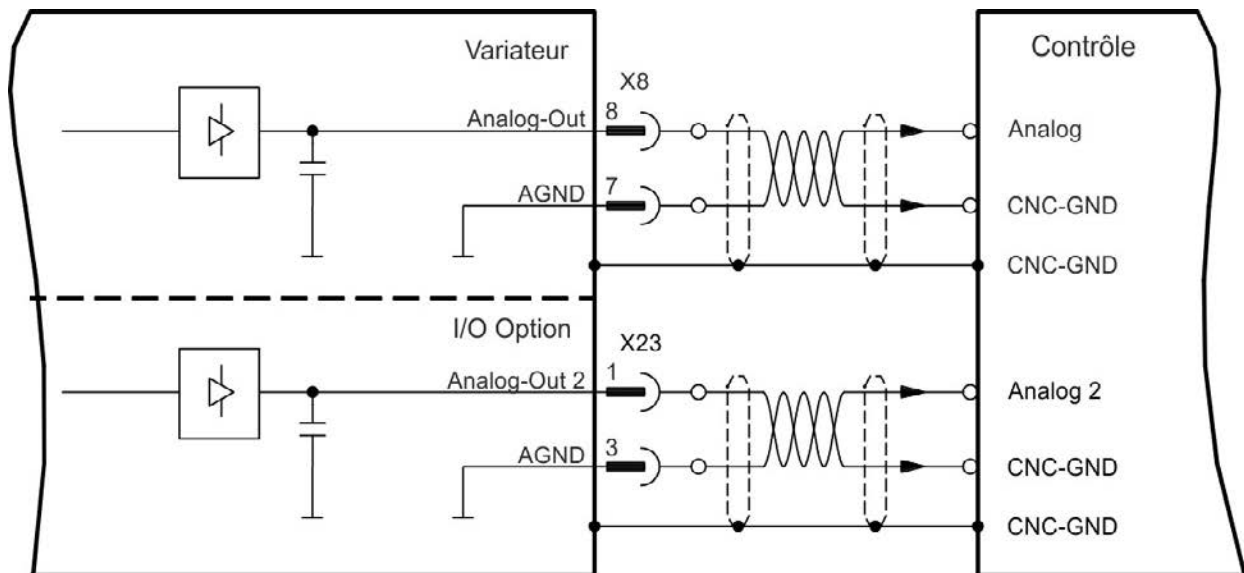 Variateur
Contrôle
X8
Analog-Out
8
Analog
AGND
7
CNC-GND
CNC-GND
I/O Option
X23
Analog-Out 2
1
Analog 2
AGND
3
CNC-GND
CNC-GND